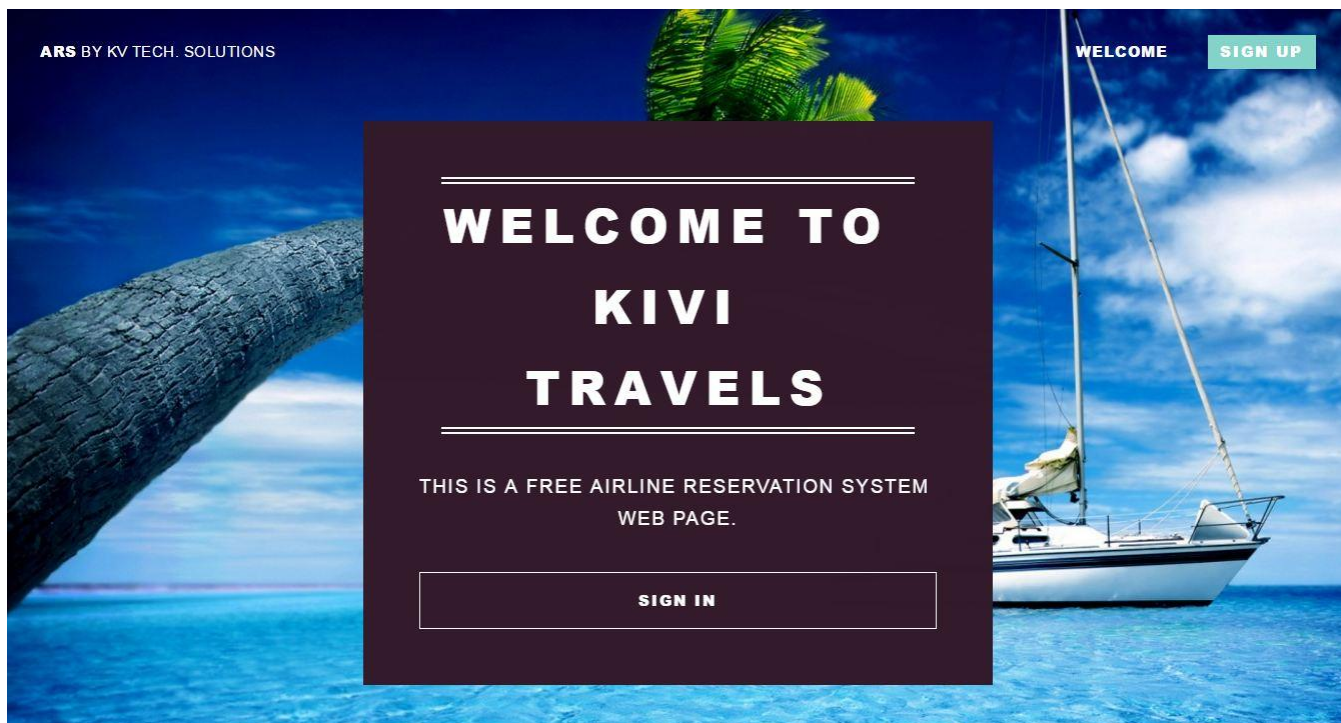 ARS BY KV TECH. SOLUTIONS
WELCOME
SIGN UP
WELCOME TO
KIVI
TRAVELS
THIS IS A FREE AIRLINE RESERVATION SYSTEM
WEB PAGE.
SIGN IN